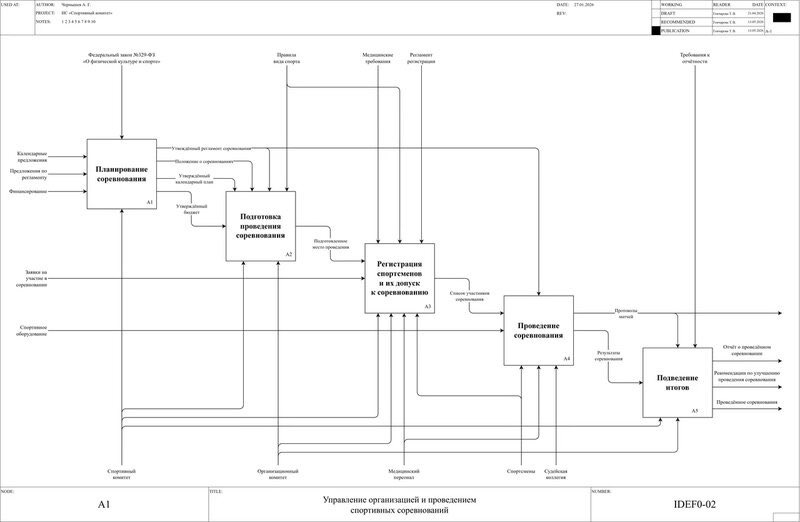 USED AT:
AUTHOR: Чернышев А. Г.
PROJECT: ИС «Спортивный комитет»
NOTES: 1 2 3 4 5 6 7 8 9 10
DATE: 27.01.2026
REV:
WORKING
DRAFT
RECOMMENDED
PUBLICATION
READER
Гончарова Т. В.
Гончарова Т. В.
Гончарова Т. В.
DATE
CONTEXT:
A-1
Федеральный закон №329-ФЗ
«О физической культуре и спорте»
Правила
вида спорта
Медицинские
требования
Регламент
регистрации
Требования к
отчётности
Календарные
предложения
Предложения по
регламенту
Финансирование
Планирование
соревнования
A1
Утверждённый регламент соревнования
Положение о соревнованиях
Утверждённый
календарный план
Утверждённый
бюджет
Подготовка
проведения
соревнования
A2
Подготовленное
место проведения
Заявки на
участие в
соревновании
Регистрация
спортсменов
и их допуск
к соревнованию
A3
Список участников
соревнования
Спортивное
оборудование
Проведение
соревнования
A4
Протоколы
матчей
Результаты
соревнования
Подведение
итогов
A5
Отчёт о проведённом
соревновании
Рекомендации по улучшению
проведения соревнования
Проведённое соревнование
Спортивный
комитет
Организационный
комитет
Медицинский
персонал
Спортсмены
Судейская
коллегия
NODE:
A1
TITLE:
Управление организацией и проведением
спортивных соревнований
NUMBER:
IDEF0-02